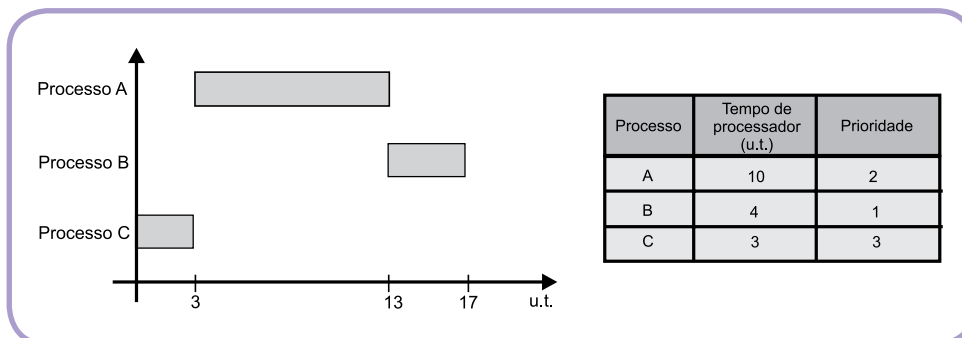 Processo A
Processo B
Processo C
3
13
17
u.t.
Processo
Tempo de
processador
(u.t.)
Prioridade
A 10 2
B 4 1
C 3 3